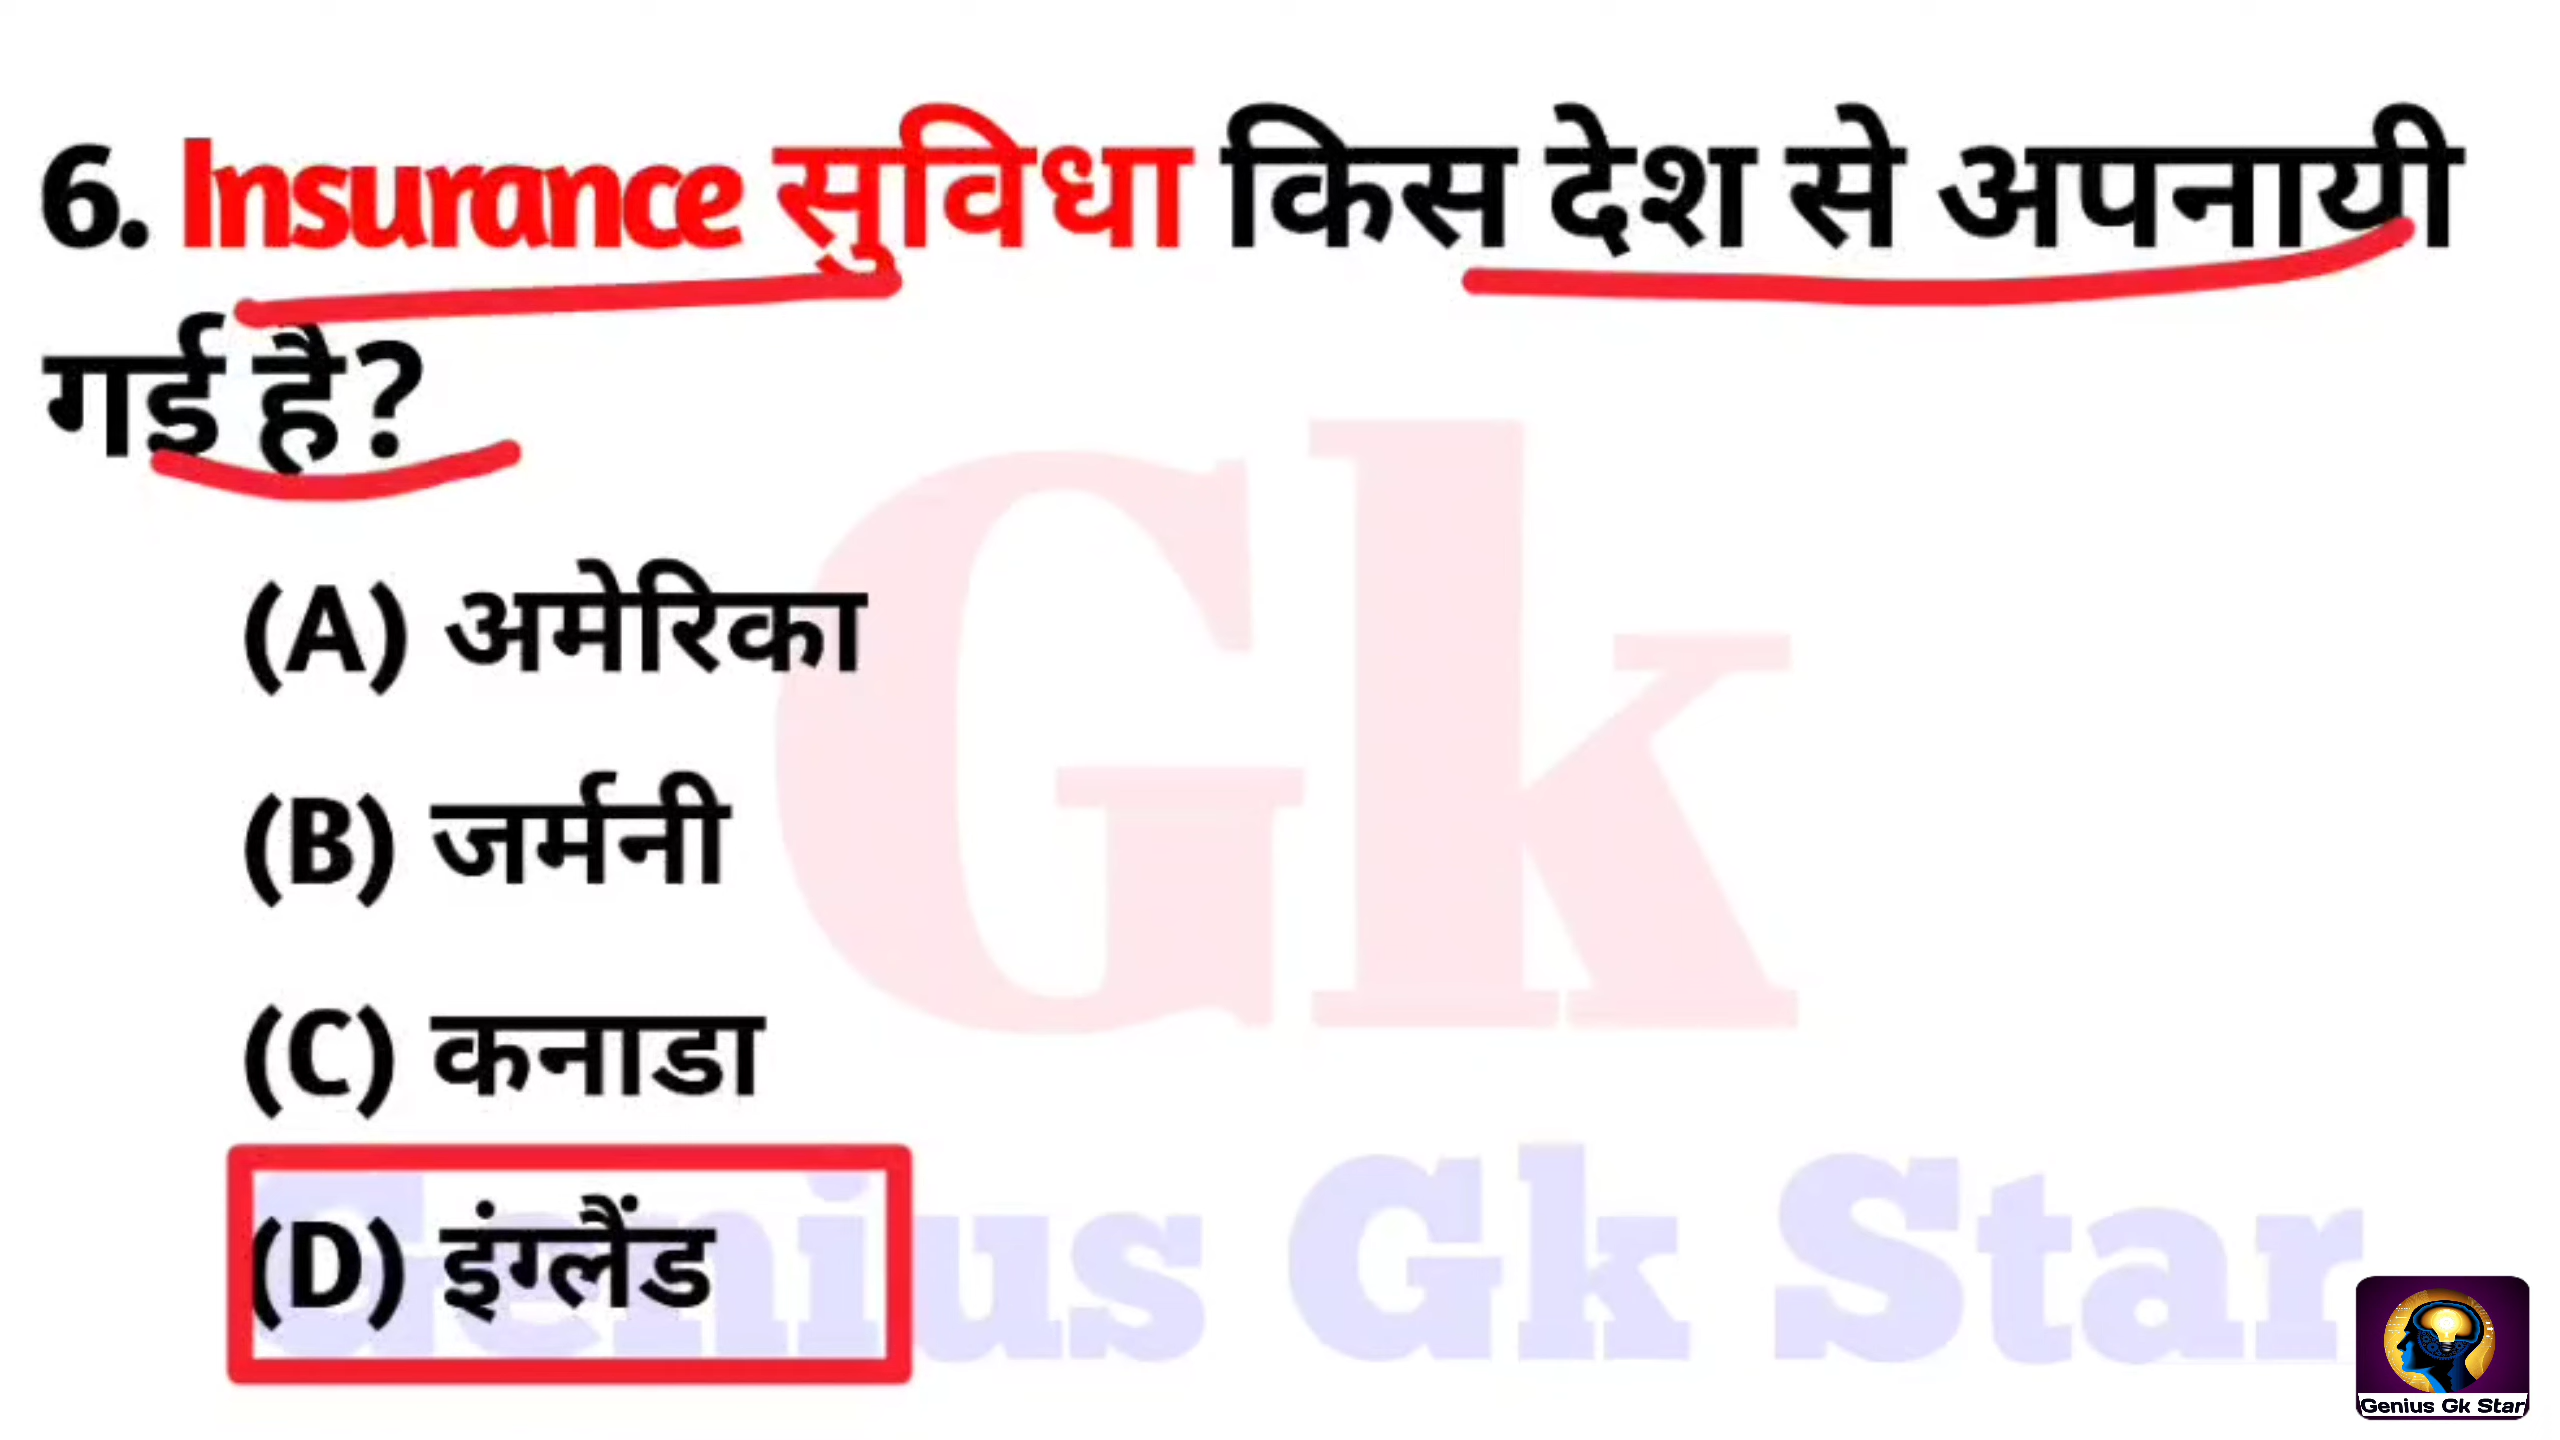 6. Insurance सुविधा किस देश से अपनायी
गई है?
(A) अमेरिका
(B) जर्मनी
(C) कनाडा
(D) इंग्लैंड
Gk
Genius Gk Star
Genius Gk Star